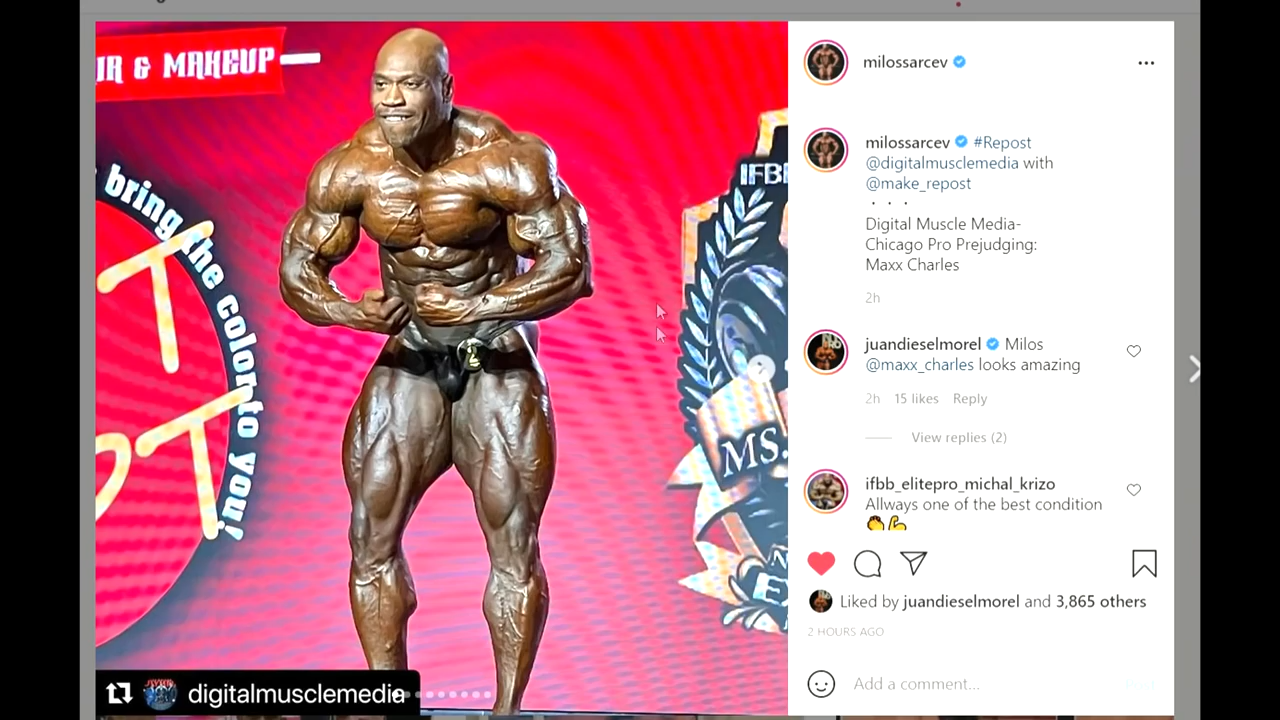 IR & MAKEUP
bring the color to you!
T
PT
IFBB
MS.
digitalmusclemedia
milossarcev
milossarcev #Repost
@digitalmusclemedia with
@make_repost
· · ·
Digital Muscle Media-
Chicago Pro Prejudging:
Maxx Charles
2h
juandieselmorel Milos
@maxx_charles looks amazing
2h 15 likes Reply
View replies (2)
ifbb_elitepro_michal_krizo
Allways one of the best condition
👏💪
Liked by juandieselmorel and 3,865 others
2 HOURS AGO
Add a comment...